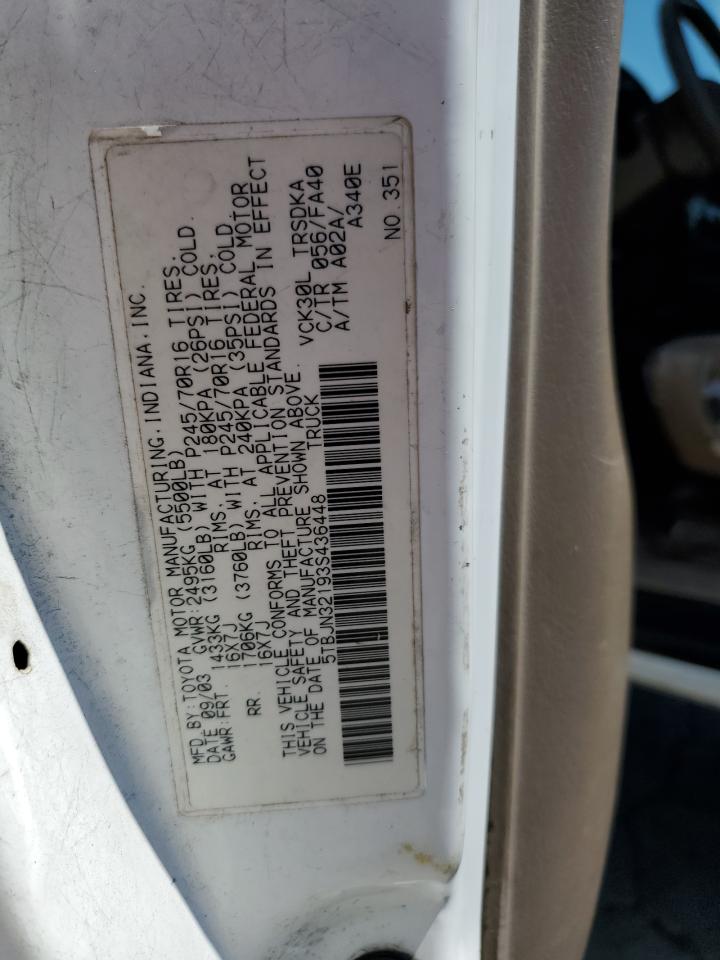 MFD.BY:TOYOTA MOTOR MANUFACTURING.INDIANA.INC.
DATE:09/03 GVWR:2495KG(5500LB)
GAWR:FRT. 1433KG (3160LB) WITH P245/70R16 TIRES.
16X7J RIMS. AT 180KPA (26PSI) COLD.
RR. 1706KG (3760LB) WITH P245/70R16 TIRES.
16X7J RIMS. AT 240KPA (35PSI) COLD.
THIS VEHICLE CONFORMS TO ALL APPLICABLE FEDERAL MOTOR
VEHICLE SAFETY AND THEFT PREVENTION STANDARDS IN EFFECT
ON THE DATE OF MANUFACTURE SHOWN ABOVE.
5TBJN32193S436448 TRUCK
VCK30L TRSDKA
C/TR 056/FA40
A/TM A02A/
A340E
NO.351